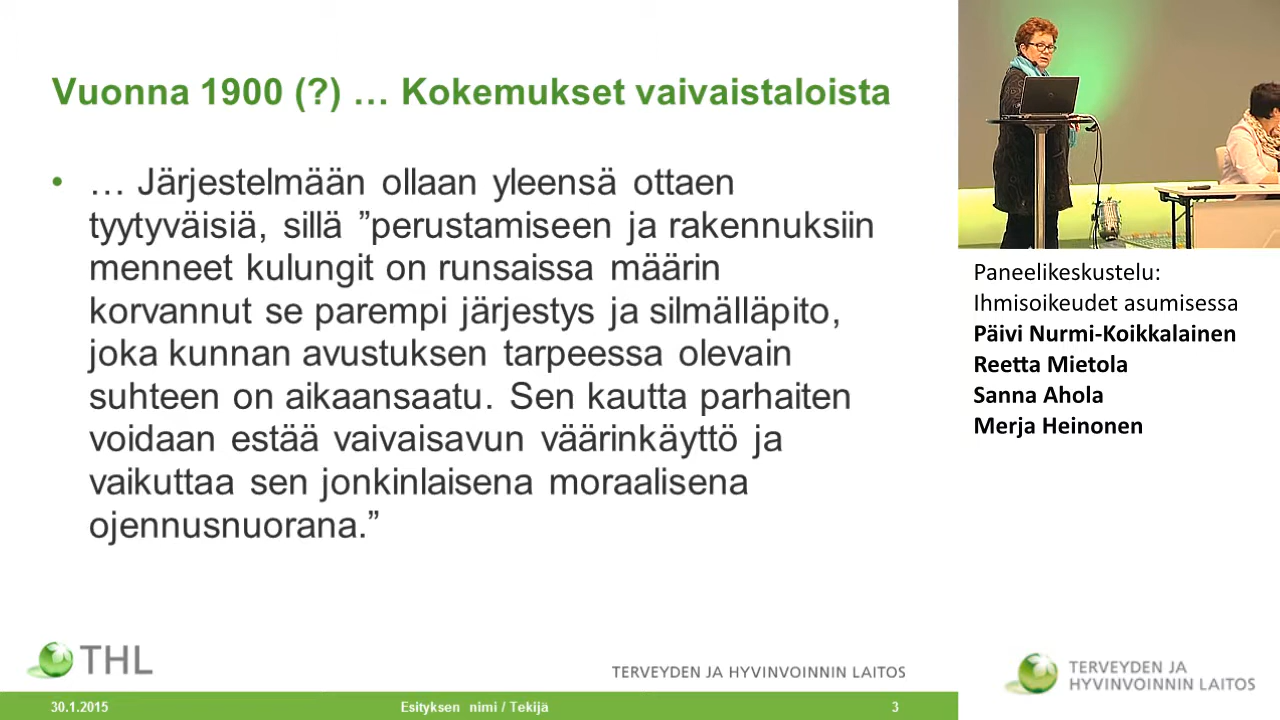 Vuonna 1900 (?) … Kokemukset vaivaistaloista
• … Järjestelmään ollaan yleensä ottaen
tyytyväisiä, sillä ”perustamiseen ja rakennuksiin
menneet kulungit on runsaissa määrin
korvannut se parempi järjestys ja silmälläpito,
joka kunnan avustuksen tarpeessa olevain
suhteen on aikaansaatu. Sen kautta parhaiten
voidaan estää vaivaisavun väärinkäyttö ja
vaikuttaa sen jonkinlaisena moraalisena
ojennusnuorana.”
Paneelikeskustelu:
Ihmisoikeudet asumisessa
Päivi Nurmi-Koikkalainen
Reetta Mietola
Sanna Ahola
Merja Heinonen
THL
TERVEYDEN JA HYVINVOINNIN LAITOS
TERVEYDEN JA
HYVINVOINNIN LAITOS
30.1.2015
Esityksen nimi / Tekijä
3